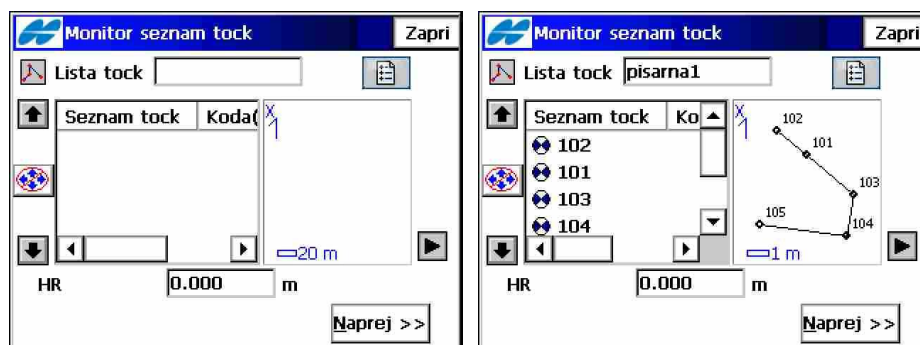 Monitor seznam tock Zapri
Lista tock
Seznam tock Koda(
X
20 m
HR 0.000 m
Naprej >>
Monitor seznam tock Zapri
Lista tock pisarna1
Seznam tock Ko
102
101
103
104
X
102
101
103
105
104
1 m
HR 0.000 m
Naprej >>